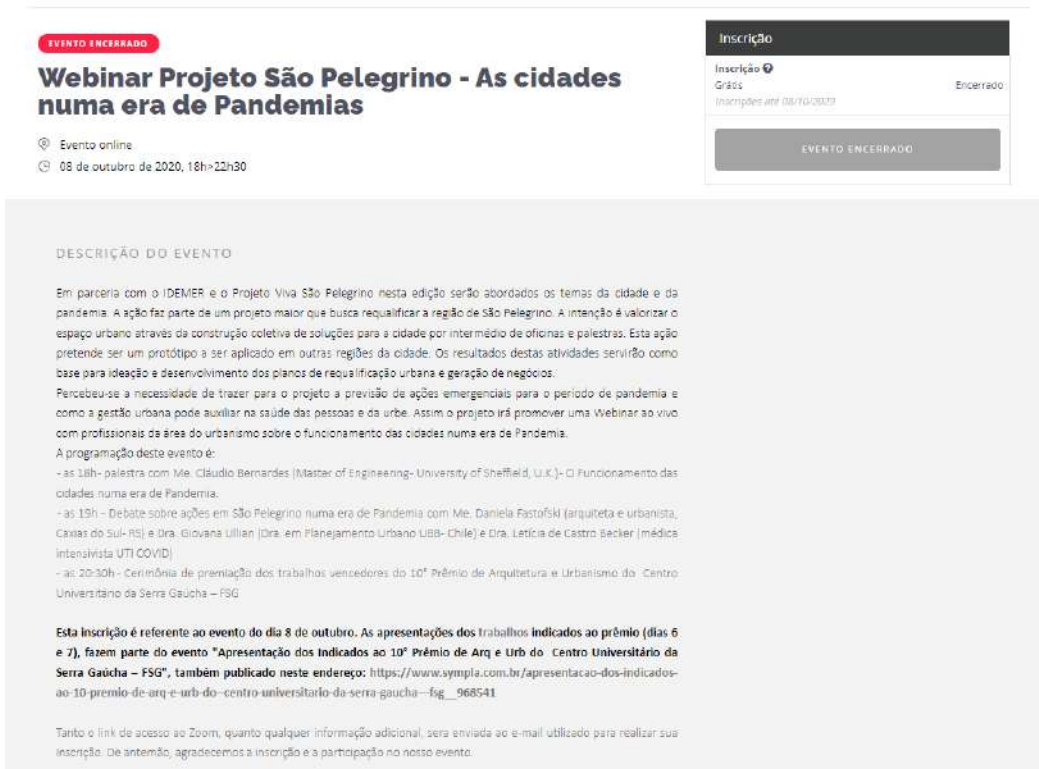 EVENTO ENCERRADO
Webinar Projeto São Pelegrino - As cidades
numa era de Pandemias
Evento online
08 de outubro de 2020, 18h>22h30
Inscrição
Inscrição
Grátis
Encerrado
Inscrições até 08/10/2020
EVENTO ENCERRADO
DESCRIÇÃO DO EVENTO
Em parceria com o IDEMER e o Projeto Viva São Pelegrino nesta edição serão abordados os temas da cidade e da
pandemia. A ação faz parte de um projeto maior que busca requalificar a região de São Pelegrino. A intenção é valorizar o
espaço urbano através da construção coletiva de soluções para a cidade por intermédio de oficinas e palestras. Esta ação
pretende ser um protótipo a ser aplicado em outras regiões da cidade. Os resultados destas atividades servirão como
base para ideação e desenvolvimento dos planos de requalificação urbana e geração de negócios.
Percebeu-se a necessidade de trazer para o projeto a previsão de ações emergenciais para o período de pandemia e
como a gestão urbana pode auxiliar na saúde das pessoas e da urbe. Assim o projeto irá promover uma Webinar ao vivo
com profissionais da área do urbanismo sobre o funcionamento das cidades numa era de Pandemia.
A programação deste evento é:
- as 18h- palestra com Me. Cláudio Bernardes (Master of Engineering- University of Sheffield, U.K.)- O Funcionamento das
cidades numa era de Pandemia.
- as 19h - Debate sobre ações em São Pelegrino numa era de Pandemia com Me. Daniela Fastofski (arquiteta e urbanista,
Caxias do Sul- RS) e Dra. Giovana Ulian (Dra. em Planejamento Urbano UBB- Chile) e Dra. Letícia de Castro Becker (médica
intensivista UTI COVID)
- as 20:30h - Cerimônia de premiação dos trabalhos vencedores do 10° Prêmio de Arquitetura e Urbanismo do Centro
Universitário da Serra Gaúcha – FSG
Esta inscrição é referente ao evento do dia 8 de outubro. As apresentações dos trabalhos indicados ao prêmio (dias 6
e 7), fazem parte do evento "Apresentação dos Indicados ao 10° Prêmio de Arq e Urb do Centro Universitário da
Serra Gaúcha – FSG", também publicado neste endereço: https://www.sympla.com.br/apresentacao-dos-indicados-
ao-10-premio-de-arq-e-urb-do--centro-universitario-da-serra-gaucha---fsg__968541
Tanto o link de acesso ao Zoom, quanto qualquer informação adicional, sera enviada ao e-mail utilizado para realizar sua
inscrição. De antemão, agradecemos a inscrição e a participação no nosso evento.